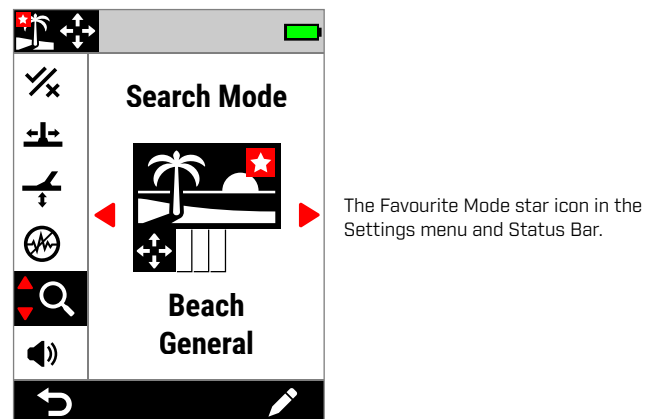 Search Mode
Beach
General
The Favourite Mode star icon in the
Settings menu and Status Bar.